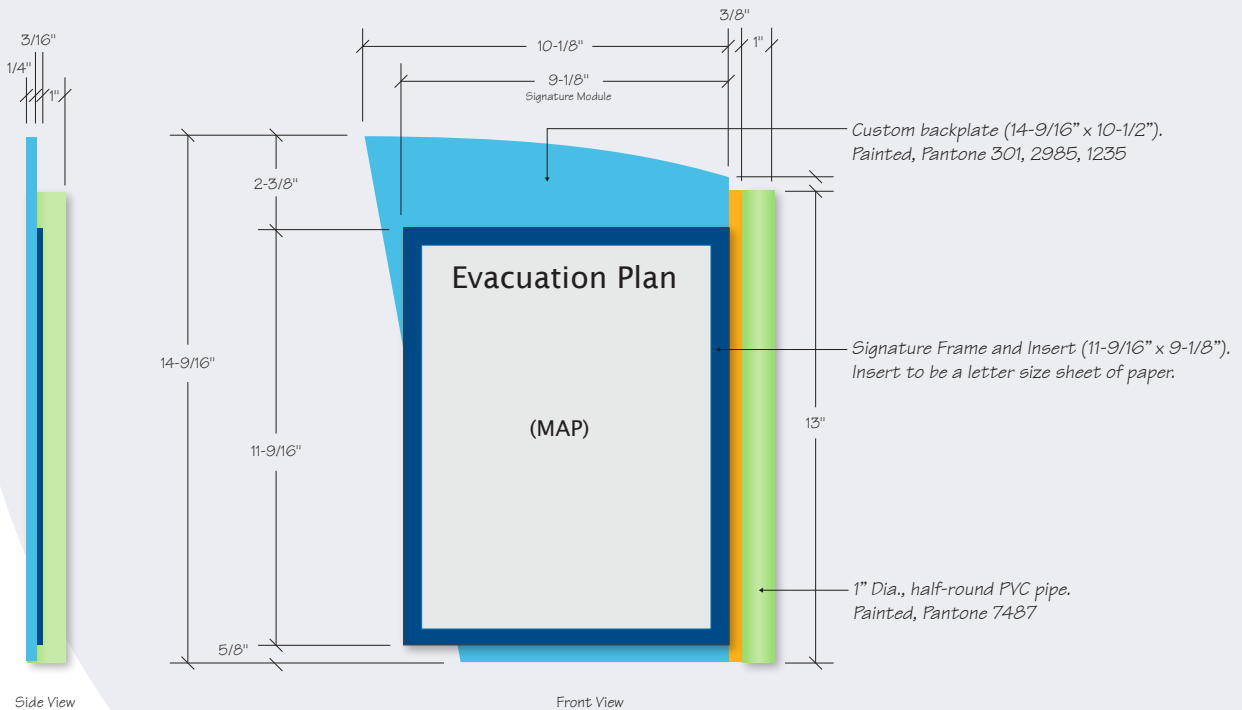 3/16"
1/4"
1"
3/8"
10-1/8"
1"
9-1/8"
Signature Module
Custom backplate (14-9/16” x 10-1/2”).
Painted, Pantone 301, 2985, 1235
2-3/8"
Evacuation Plan
14-9/16"
Signature Frame and Insert (11-9/16” x 9-1/8”).
Insert to be a letter size sheet of paper.
13"
(MAP)
11-9/16"
1” Dia., half-round PVC pipe.
Painted, Pantone 7487
5/8"
Side View
Front View